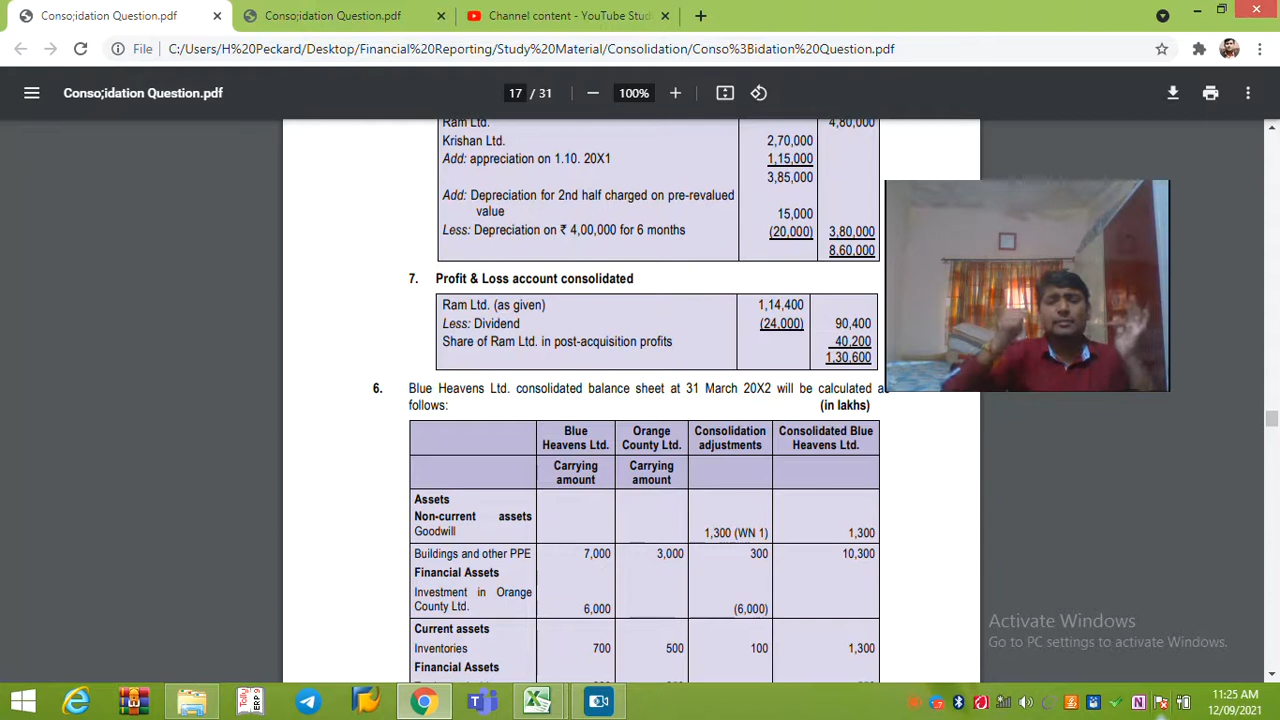 Conso;idation Question.pdf
Conso;idation Question.pdf
Channel content - YouTube Stud
File C:/Users/H%20Peckard/Desktop/Financial%20Reporting/Study%20Material/Consolidation/Conso%3Bidation%20Question.pdf
Conso;idation Question.pdf
17 / 31
100%
Ram Ltd. 4,80,000
Krishan Ltd. 2,70,000
Add: appreciation on 1.10. 20X1 1,15,000
3,85,000
Add: Depreciation for 2nd half charged on pre-revalued
value 15,000
Less: Depreciation on ₹ 4,00,000 for 6 months (20,000) 3,80,000
8,60,000
7. Profit & Loss account consolidated
Ram Ltd. (as given) 1,14,400
Less: Dividend (24,000) 90,400
Share of Ram Ltd. in post-acquisition profits 40,200
1,30,600
6. Blue Heavens Ltd. consolidated balance sheet at 31 March 20X2 will be calculated as
follows: (in lakhs)
Blue Orange Consolidation Consolidated Blue
Heavens Ltd. County Ltd. adjustments Heavens Ltd.
Carrying Carrying
amount amount
Assets
Non-current assets
Goodwill 1,300 (WN 1) 1,300
Buildings and other PPE 7,000 3,000 300 10,300
Financial Assets
Investment in Orange
County Ltd. 6,000 (6,000)
Current assets
Inventories 700 500 100 1,300
Financial Assets
Activate Windows
Go to PC settings to activate Windows.
11:25 AM
12/09/2021